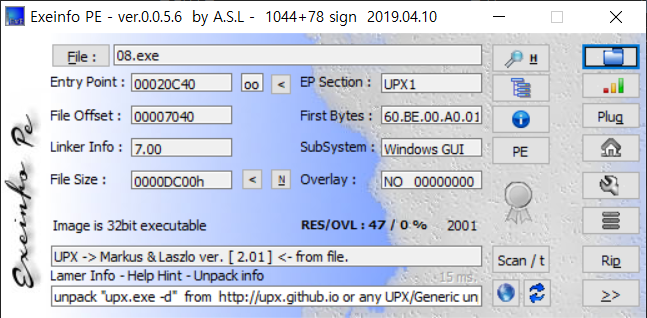 Exeinfo PE - ver.0.0.5.6 by A.S.L - 1044+78 sign 2019.04.10
Exeinfo Pe
File : 08.exe H
Entry Point : 00020C40 oo < EP Section : UPX1
File Offset : 00007040 First Bytes : 60.BE.00.A0.01 Plug
Linker Info : 7.00 SubSystem : Windows GUI PE
File Size : 0000DC00h < N Overlay : NO 00000000
Image is 32bit executable RES/OVL : 47 / 0 % 2001
UPX -> Markus & Laszlo ver. [ 2.01 ] <- from file. Scan / t Rip
Lamer Info - Help Hint - Unpack info 15 ms.
unpack "upx.exe -d" from http://upx.github.io or any UPX/Generic un >>